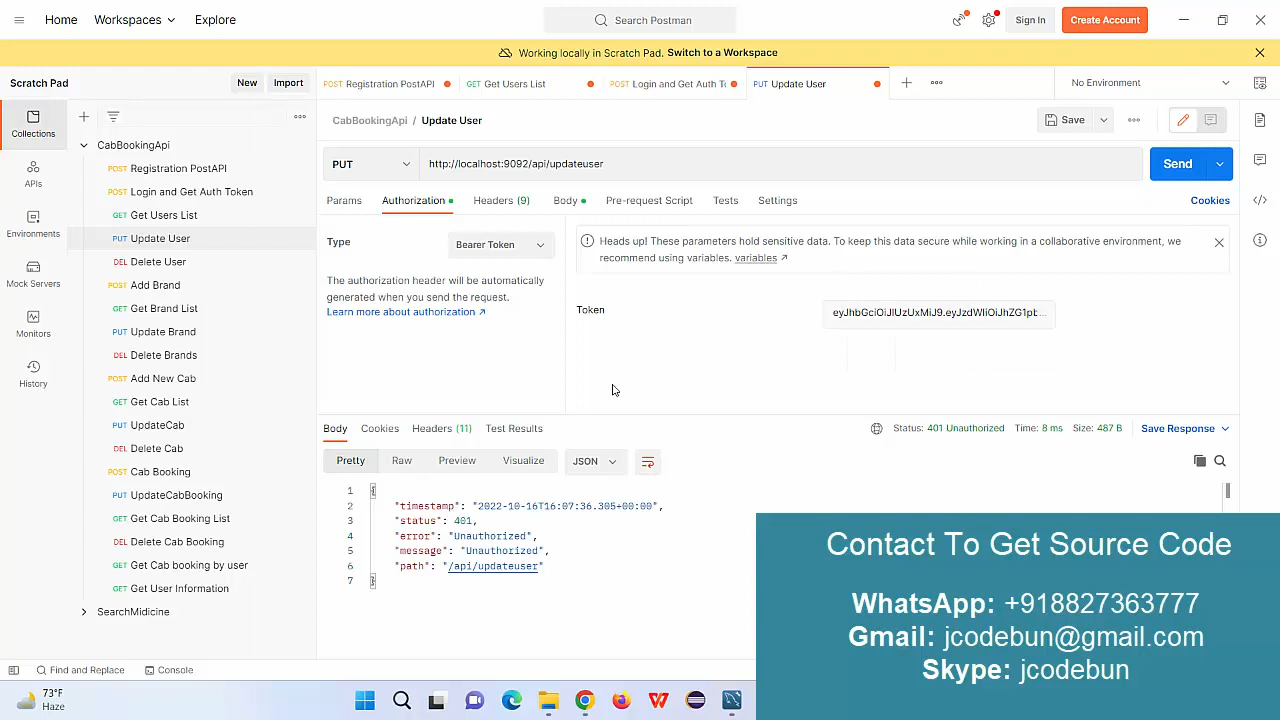 Home Workspaces Explore Search Postman Sign In Create Account
Working locally in Scratch Pad. Switch to a Workspace
Scratch Pad New Import POST Registration PostAPI GET Get Users List POST Login and Get Auth T PUT Update User No Environment
Collections
APIs
Environments
Mock Servers
Monitors
History
CabBookingApi
POST Registration PostAPI
POST Login and Get Auth Token
GET Get Users List
PUT Update User
DEL Delete User
POST Add Brand
GET Get Brand List
PUT Update Brand
DEL Delete Brands
POST Add New Cab
GET Get Cab List
PUT UpdateCab
DEL Delete Cab
POST Cab Booking
PUT UpdateCabBooking
GET Get Cab Booking List
DEL Delete Cab Booking
GET Get Cab booking by user
GET Get User Information
SearchMidicine
CabBookingApi / Update User Save
PUT http://localhost:9092/api/updateuser Send
Params Authorization Headers (9) Body Pre-request Script Tests Settings Cookies
Type Bearer Token
The authorization header will be automatically
generated when you send the request.
Learn more about authorization
Heads up! These parameters hold sensitive data. To keep this data secure while working in a collaborative environment, we
recommend using variables. variables
Token eyJhbGciOiJIUzUxMiJ9.eyJzdWIiOiJhZG1pb...
Body Cookies Headers (11) Test Results Status: 401 Unauthorized Time: 8 ms Size: 487 B Save Response
Pretty Raw Preview Visualize JSON
1 {
2 "timestamp": "2022-10-16T16:07:36.305+00:00",
3 "status": 401,
4 "error": "Unauthorized",
5 "message": "Unauthorized",
6 "path": "/api/updateuser"
7 }
Contact To Get Source Code
WhatsApp: +918827363777
Gmail: jcodebun@gmail.com
Skype: jcodebun
Find and Replace Console
73°F
Haze